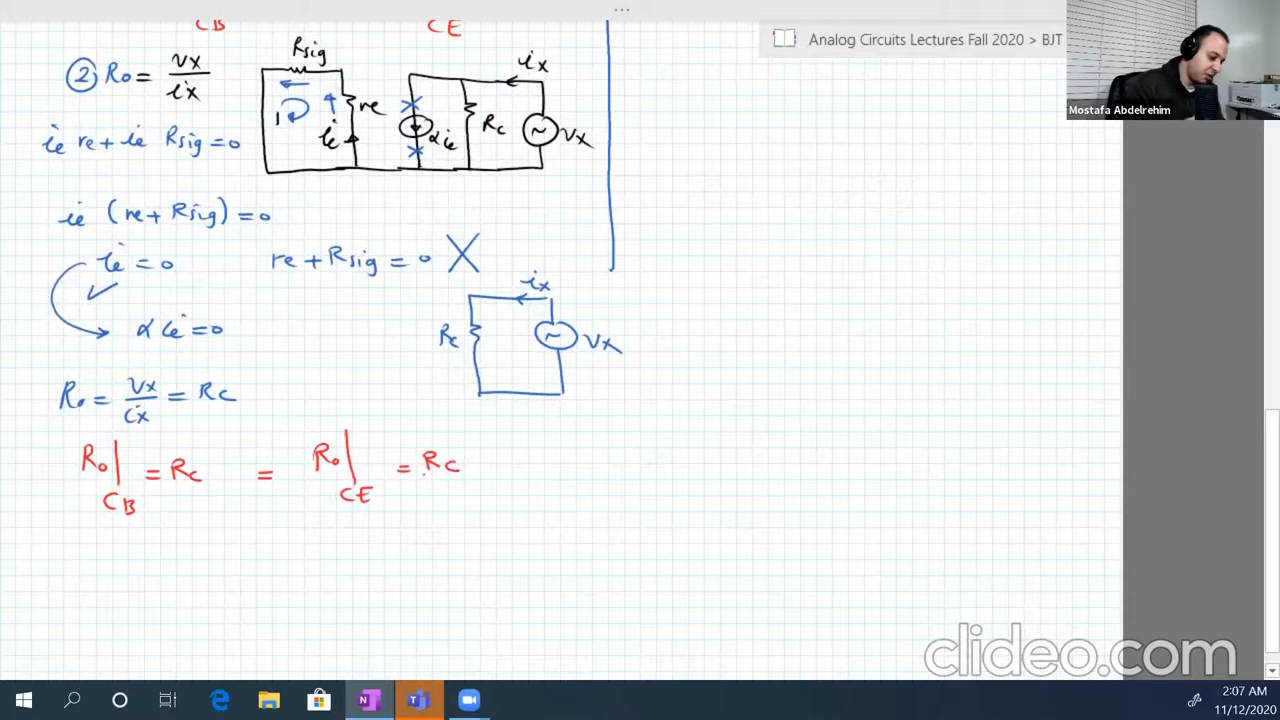 CB
CE
② Ro = vx / ix
Rsig
re
ie
αie
Rc
ix
vx
ie re + ie Rsig = 0
ie (re + Rsig) = 0
ie = 0
re + Rsig = 0 X
αie = 0
ix
Rc
vx
Ro = vx / ix = Rc
Ro | CB = Rc = Ro | CE = Rc
Analog Circuits Lectures Fall 2020 > BJT
Mostafa Abdelrehim
clideo.com
2:07 AM
11/12/2020